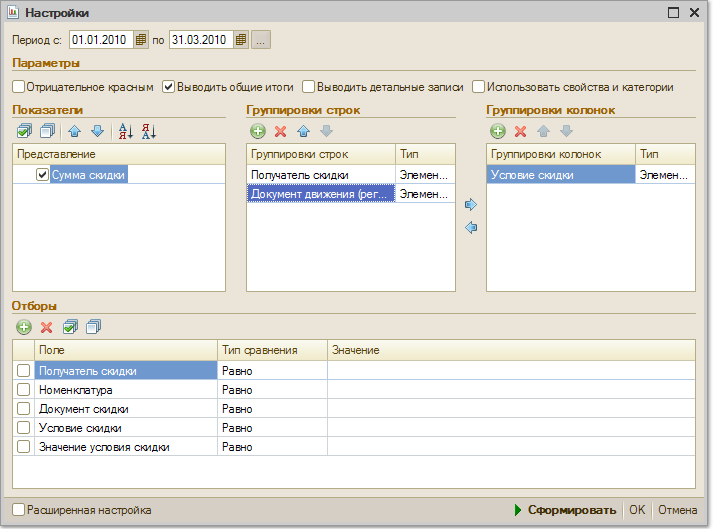 Настройки
Период с: 01.01.2010 по 31.03.2010 ...
Параметры
Отрицательное красным Выводить общие итоги Выводить детальные записи Использовать свойства и категории
Показатели Группировки строк Группировки колонок
Представление Группировки строк Тип Группировки колонок Тип
Сумма скидки Получатель скидки Элемен... Условие скидки Элемен...
Документ движения (рег... Элемен...
Отборы
Поле Тип сравнения Значение
Получатель скидки Равно
Номенклатура Равно
Документ скидки Равно
Условие скидки Равно
Значение условия скидки Равно
Расширенная настройка Сформировать OK Отмена